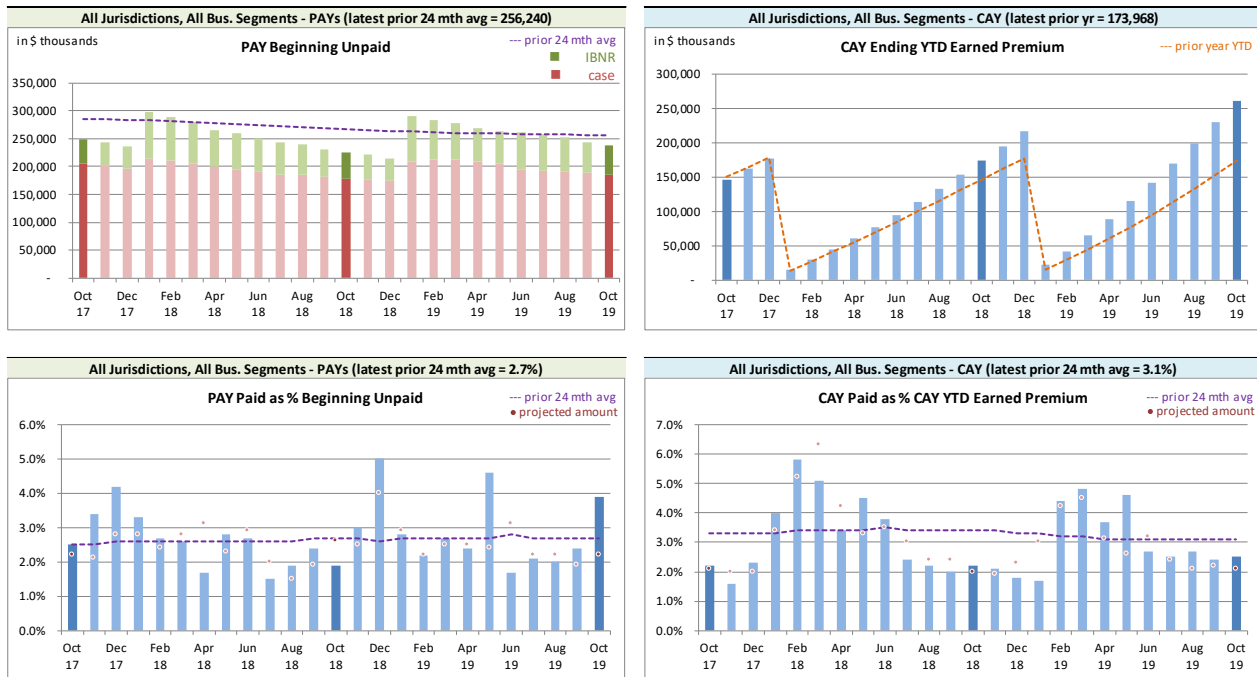 All Jurisdictions, All Bus. Segments - PAYs (latest prior 24 mth avg = 256,240)
in $ thousands
PAY Beginning Unpaid
--- prior 24 mth avg
IBNR
case
350,000
300,000
250,000
200,000
150,000
100,000
50,000
-
Oct Dec Feb Apr Jun Aug Oct Dec Feb Apr Jun Aug Oct
17 17 18 18 18 18 18 18 19 19 19 19 19
All Jurisdictions, All Bus. Segments - CAY (latest prior yr = 173,968)
in $ thousands
CAY Ending YTD Earned Premium
--- prior year YTD
300,000
250,000
200,000
150,000
100,000
50,000
-
Oct Dec Feb Apr Jun Aug Oct Dec Feb Apr Jun Aug Oct
17 17 18 18 18 18 18 18 19 19 19 19 19
All Jurisdictions, All Bus. Segments - PAYs (latest prior 24 mth avg = 2.7%)
PAY Paid as % Beginning Unpaid
--- prior 24 mth avg
projected amount
6.0%
5.0%
4.0%
3.0%
2.0%
1.0%
0.0%
Oct Dec Feb Apr Jun Aug Oct Dec Feb Apr Jun Aug Oct
17 17 18 18 18 18 18 18 19 19 19 19 19
All Jurisdictions, All Bus. Segments - CAY (latest prior 24 mth avg = 3.1%)
CAY Paid as % CAY YTD Earned Premium
--- prior 24 mth avg
projected amount
7.0%
6.0%
5.0%
4.0%
3.0%
2.0%
1.0%
0.0%
Oct Dec Feb Apr Jun Aug Oct Dec Feb Apr Jun Aug Oct
17 17 18 18 18 18 18 18 19 19 19 19 19